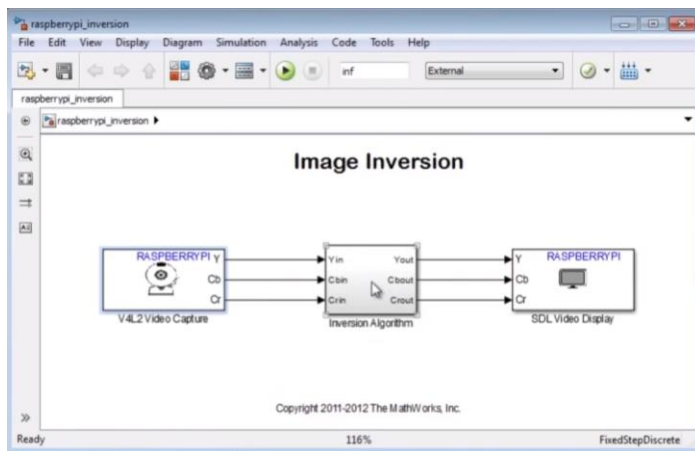 raspberrypi_inversion
File Edit View Display Diagram Simulation Analysis Code Tools Help
inf External
raspberrypi_inversion
raspberrypi_inversion
Image Inversion
RASPBERRYPI Y
Cb
Cr
V4L2 Video Capture
Yin Yout
Cbin Cbout
Crin Crout
Inversion Algorithm
Y RASPBERRYPI
Cb
Cr
SDL Video Display
Copyright 2011-2012 The MathWorks, Inc.
Ready 116% FixedStepDiscrete